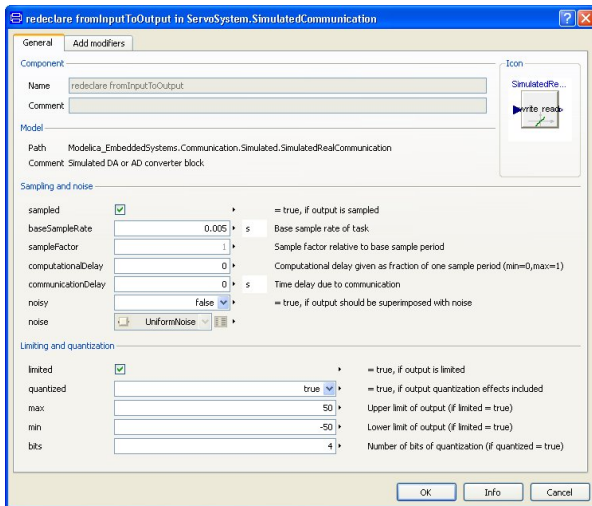 redeclare fromInputToOutput in ServoSystem.SimulatedCommunication
General Add modifiers
Component
Icon
Name redeclare fromInputToOutput
SimulatedRe...
Comment
write read
Model
Path Modelica_EmbeddedSystems.Communication.Simulated.SimulatedRealCommunication
Comment Simulated DA or AD converter block
Sampling and noise
sampled = true, if output is sampled
baseSampleRate 0.005 s Base sample rate of task
sampleFactor 1 Sample factor relative to base sample period
computationalDelay 0 Computational delay given as fraction of one sample period (min=0,max=1)
communicationDelay 0 s Time delay due to communication
noisy false = true, if output should be superimposed with noise
noise UniformNoise
Limiting and quantization
limited = true, if output is limited
quantized true = true, if output quantization effects included
max 50 Upper limit of output (if limited = true)
min -50 Lower limit of output (if limited = true)
bits 4 Number of bits of quantization (if quantized = true)
OK Info Cancel